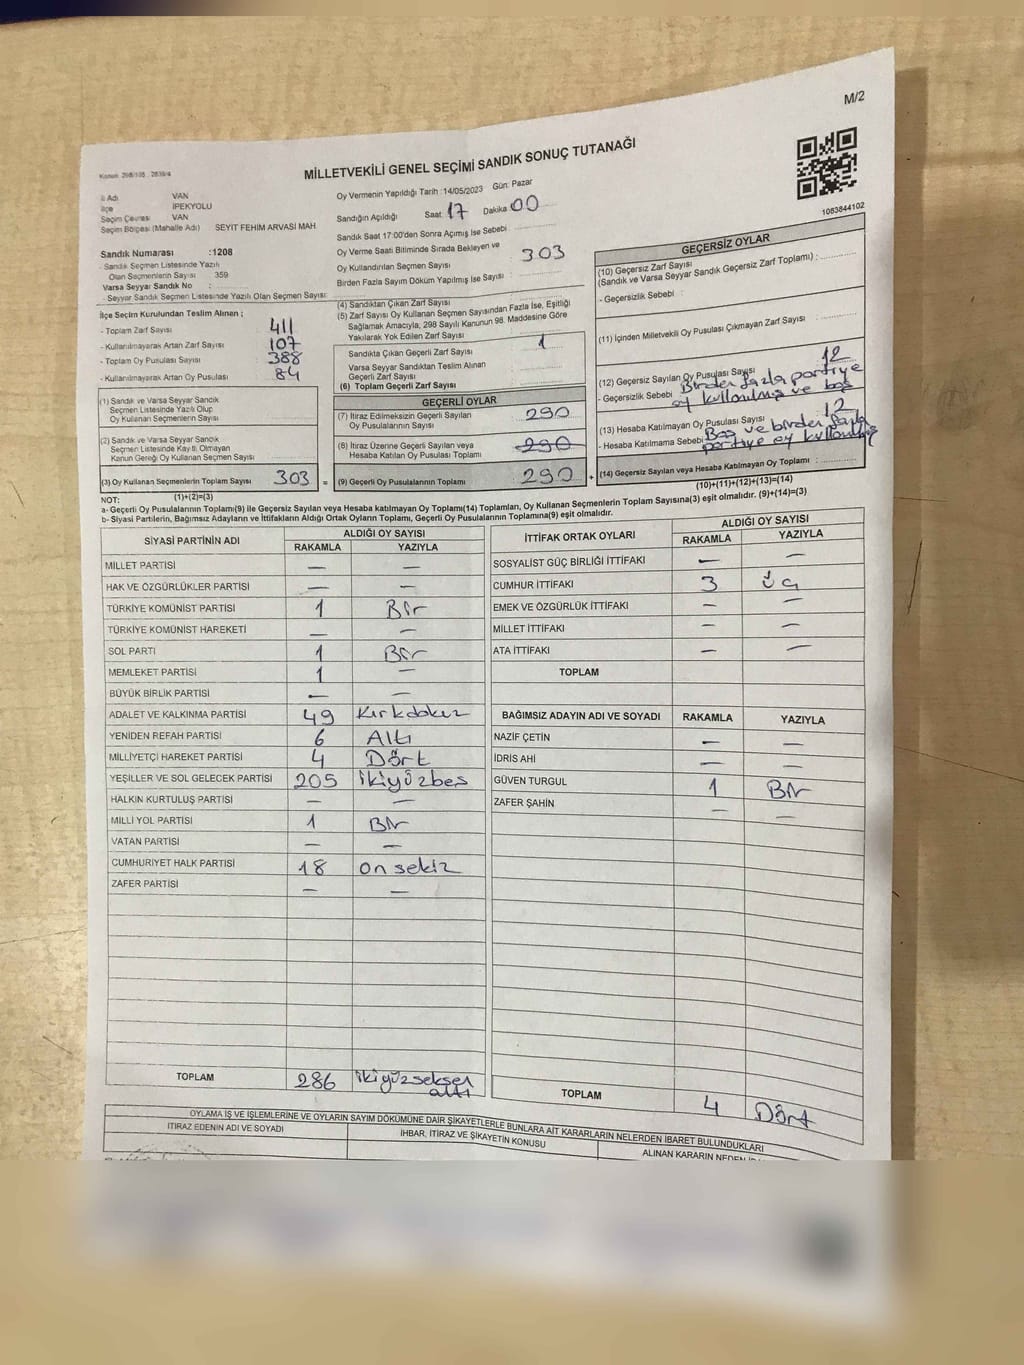 M/2
Kanun: 298/105 , 2839/4
MİLLETVEKİLİ GENEL SEÇİMİ SANDIK SONUÇ TUTANAĞI
1083844102
İl Adı VAN
İlçe İPEKYOLU
Seçim Çevresi VAN
Seçim Bölgesi (Mahalle Adı) SEYİT FEHİM ARVASİ MAH
Sandık Numarası :1208
- Sandık Seçmen Listesinde Yazılı
Olan Seçmenlerin Sayısı 359
Varsa Seyyar Sandık No :
- Seyyar Sandık Seçmen Listesinde Yazılı Olan Seçmen Sayısı:
Oy Vermenin Yapıldığı Tarih :14/05/2023 Gün: Pazar
Sandığın Açıldığı Saat: 17 Dakika 00
Sandık Saat 17:00'den Sonra Açımış İse Sebebi
Oy Verme Saati Bitiminde Sırada Bekleyen ve
Oy Kullandırılan Seçmen Sayısı 303
Birden Fazla Sayım Döküm Yapılmış İse Sayısı :
İlçe Seçim Kurulundan Teslim Alınan ;
- Toplam Zarf Sayısı 411
- Kullanılmayarak Artan Zarf Sayısı 107
- Toplam Oy Pusulası Sayısı 388
- Kullanılmayarak Artan Oy Pusulası 84
(1) Sandık ve Varsa Seyyar Sandık
Seçmen Listesinde Yazılı Olup
Oy Kullanan Seçmenlerin Sayısı
(2) Sandık ve Varsa Seyyar Sandık
Seçmen Listesinde Kayıtlı Olmayan
Kanun Gereği Oy Kullanan Seçmen Sayısı
(3) Oy Kullanan Seçmenlerin Toplam Sayısı 303 =
(1)+(2)=(3)
(4) Sandıktan Çıkan Zarf Sayısı
(5) Zarf Sayısı Oy Kullanan Seçmen Sayısından Fazla İse, Eşitliği
Sağlamak Amacıyla, 298 Sayılı Kanunun 98. Maddesine Göre
Yakılarak Yok Edilen Zarf Sayısı
Sandıkta Çıkan Geçerli Zarf Sayısı 1
Varsa Seyyar Sandıktan Teslim Alınan
Geçerli Zarf Sayısı
(6) Toplam Geçerli Zarf Sayısı
GEÇERLİ OYLAR
(7) İtiraz Edilmeksizin Geçerli Sayılan
Oy Pusulalarının Sayısı 290
(8) İtiraz Üzerine Geçerli Sayılan veya
Hesaba Katılan Oy Pusulası Toplamı 290
(9) Geçerli Oy Pusulalarının Toplamı 290 +
GEÇERSİZ OYLAR
(10) Geçersiz Zarf Sayısı
(Sandık ve Varsa Seyyar Sandık Geçersiz Zarf Toplamı) :
- Geçersizlik Sebebi :
(11) İçinden Milletvekili Oy Pusulası Çıkmayan Zarf Sayısı :
(12) Geçersiz Sayılan Oy Pusulası Sayısı 12
- Geçersizlik Sebebi Birden fazla partiye
oy kullanılmış ve boş
(13) Hesaba Katılmayan Oy Pusulası Sayısı 12
- Hesaba Katılmama Sebebi Boş ve birden fazla
partiye oy kullanılmış
(14) Geçersiz Sayılan veya Hesaba Katılmayan Oy Toplamı :
(10)+(11)+(12)+(13)=(14)
NOT:
a- Geçerli Oy Pusulalarının Toplamı(9) ile Geçersiz Sayılan veya Hesaba Katılmayan Oy Toplamı(14) Toplamları, Oy Kullanan Seçmenlerin Toplam Sayısına(3) eşit olmalıdır. (9)+(14)=(3)
b- Siyasi Partilerin, Bağımsız Adayların ve İttifakların Aldığı Ortak Oyların Toplamı, Geçerli Oy Pusulalarının Toplamına(9) eşit olmalıdır.
SİYASİ PARTİNİN ADI ALDIĞI OY SAYISI
RAKAMLA YAZIYLA
MİLLET PARTİSİ — —
HAK VE ÖZGÜRLÜKLER PARTİSİ — —
TÜRKİYE KOMÜNİST PARTİSİ 1 Bir
TÜRKİYE KOMÜNİST HAREKETİ — —
SOL PARTİ 1 Bir
MEMLEKET PARTİSİ 1 —
BÜYÜK BİRLİK PARTİSİ — —
ADALET VE KALKINMA PARTİSİ 49 Kırkdokuz
YENİDEN REFAH PARTİSİ 6 Altı
MİLLİYETÇİ HAREKET PARTİSİ 4 Dört
YEŞİLLER VE SOL GELECEK PARTİSİ 205 ikiyüzbeş
HALKIN KURTULUŞ PARTİSİ — —
MİLLİ YOL PARTİSİ 1 Bir
VATAN PARTİSİ — —
CUMHURİYET HALK PARTİSİ 18 on sekiz
ZAFER PARTİSİ — —
TOPLAM 286 ikiyüzseksen
altı
İTTİFAK ORTAK OYLARI ALDIĞI OY SAYISI
RAKAMLA YAZIYLA
SOSYALİST GÜÇ BİRLİĞİ İTTİFAKI — —
CUMHUR İTTİFAKI 3 Üç
EMEK VE ÖZGÜRLÜK İTTİFAKI — —
MİLLET İTTİFAKI — —
ATA İTTİFAKI — —
TOPLAM
BAĞIMSIZ ADAYIN ADI VE SOYADI RAKAMLA YAZIYLA
NAZİF ÇETİN — —
İDRİS AHİ — —
GÜVEN TURGUL 1 Bir
ZAFER ŞAHİN — —
TOPLAM 4 Dört
OYLAMA İŞ VE İŞLEMLERİNE VE OYLARIN SAYIM DÖKÜMÜNE DAİR ŞİKAYETLERLE BUNLARA AİT KARARLARIN NELERDEN İBARET BULUNDUKLARI
İTİRAZ EDENİN ADI VE SOYADI İHBAR, İTİRAZ VE ŞİKAYETİN KONUSU ALINAN KARARIN